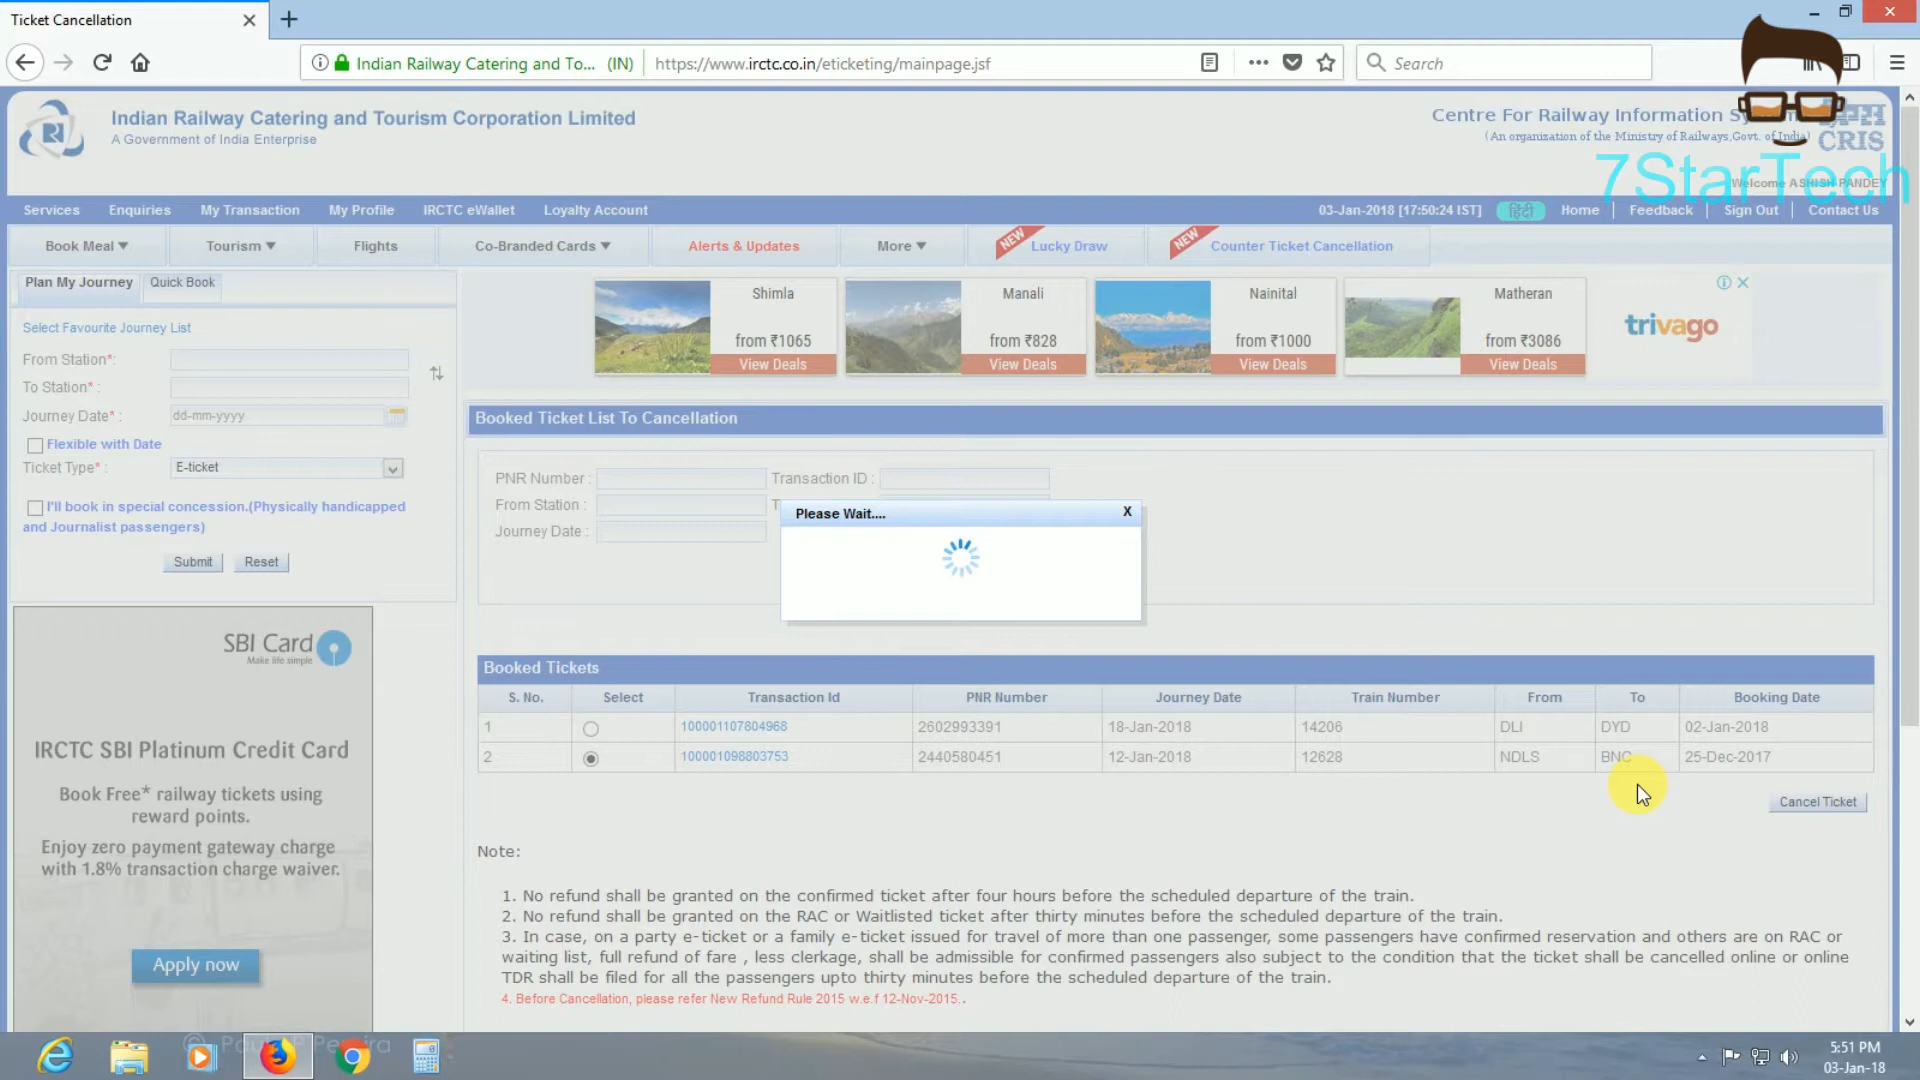 Ticket Cancellation
Indian Railway Catering and To... (IN)
https://www.irctc.co.in/eticketing/mainpage.jsf
Search
Indian Railway Catering and Tourism Corporation Limited
A Government of India Enterprise
Centre For Railway Information
(An organization of the Ministry of Railways,Govt. of India)
CRIS
7StarTech
Welcome ASHISH PANDEY
Services Enquiries My Transaction My Profile IRCTC eWallet Loyalty Account 03-Jan-2018 [17:50:24 IST] हिंदी Home Feedback Sign Out Contact Us
Book Meal Tourism Flights Co-Branded Cards Alerts & Updates More NEW Lucky Draw NEW Counter Ticket Cancellation
Plan My Journey Quick Book
Select Favourite Journey List
From Station*:
To Station* :
Journey Date* : dd-mm-yyyy
Flexible with Date
Ticket Type* : E-ticket
I'll book in special concession.(Physically handicapped
and Journalist passengers)
Submit Reset
Shimla
from ₹1065
View Deals
Manali
from ₹828
View Deals
Nainital
from ₹1000
View Deals
Matheran
from ₹3086
View Deals
trivago
Booked Ticket List To Cancellation
PNR Number : Transaction ID :
From Station :
Journey Date :
Please Wait.... X
Booked Tickets
S. No. Select Transaction Id PNR Number Journey Date Train Number From To Booking Date
1 100001107804968 2602993391 18-Jan-2018 14206 DLI DYD 02-Jan-2018
2 100001098803753 2440580451 12-Jan-2018 12628 NDLS BNC 25-Dec-2017
Cancel Ticket
Note:
1. No refund shall be granted on the confirmed ticket after four hours before the scheduled departure of the train.
2. No refund shall be granted on the RAC or Waitlisted ticket after thirty minutes before the scheduled departure of the train.
3. In case, on a party e-ticket or a family e-ticket issued for travel of more than one passenger, some passengers have confirmed reservation and others are on RAC or
waiting list, full refund of fare , less clerkage, shall be admissible for confirmed passengers also subject to the condition that the ticket shall be cancelled online or online
TDR shall be filed for all the passengers upto thirty minutes before the scheduled departure of the train.
4. Before Cancellation, please refer New Refund Rule 2015 w.e.f 12-Nov-2015..
SBI Card
Make life simple
IRCTC SBI Platinum Credit Card
Book Free* railway tickets using
reward points.
Enjoy zero payment gateway charge
with 1.8% transaction charge waiver.
Apply now
5:51 PM
03-Jan-18